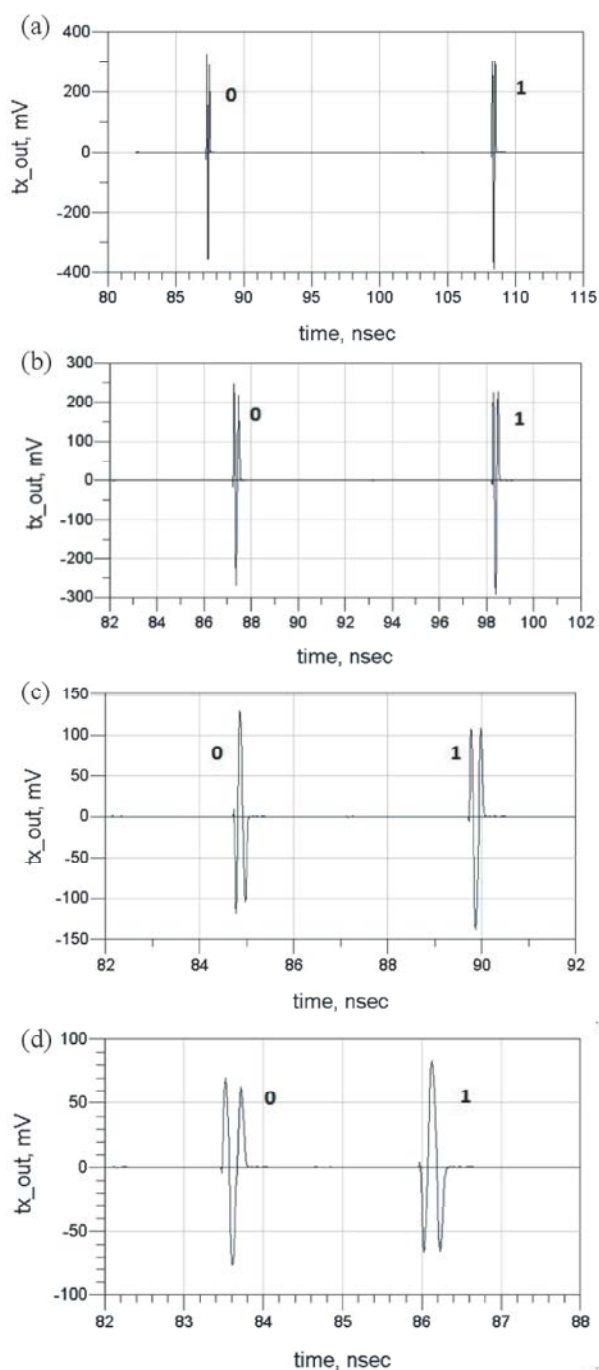 (a)
400
200
0
-200
-400
tx_out, mV
0
1
80 85 90 95 100 105 110 115
time, nsec
(b)
300
200
100
0
-100
-200
-300
tx_out, mV
0
1
82 84 86 88 90 92 94 96 98 100 102
time, nsec
(c)
150
100
50
0
-50
-100
-150
tx_out, mV
0
1
82 84 86 88 90 92
time, nsec
(d)
100
50
0
-50
-100
tx_out, mV
0
1
82 83 84 85 86 87 88
time, nsec